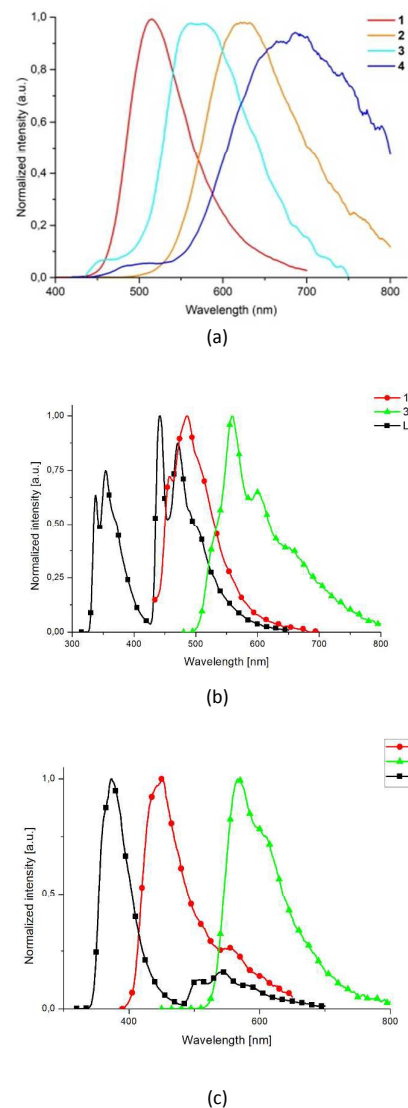 1,0
0,8
0,6
0,4
0,2
0,0
Normalized intensity (a.u.)
400 500 600 700 800
Wavelength (nm)
1
2
3
4
(a)
1,00
0,75
0,50
0,25
0,00
Normalized intensity [a.u.]
300 400 500 600 700 800
Wavelength [nm]
1
3
L
(b)
1,0
0,5
0,0
Normalized intensity [a.u.]
400 600 800
Wavelength [nm]
(c)